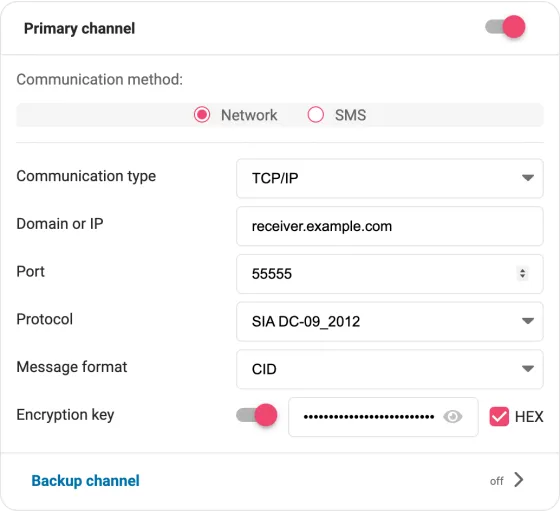 Primary channel
Communication method:
Network SMS
Communication type TCP/IP
Domain or IP receiver.example.com
Port 55555
Protocol SIA DC-09_2012
Message format CID
Encryption key •••••••••••••••••••••••••• HEX
Backup channel off